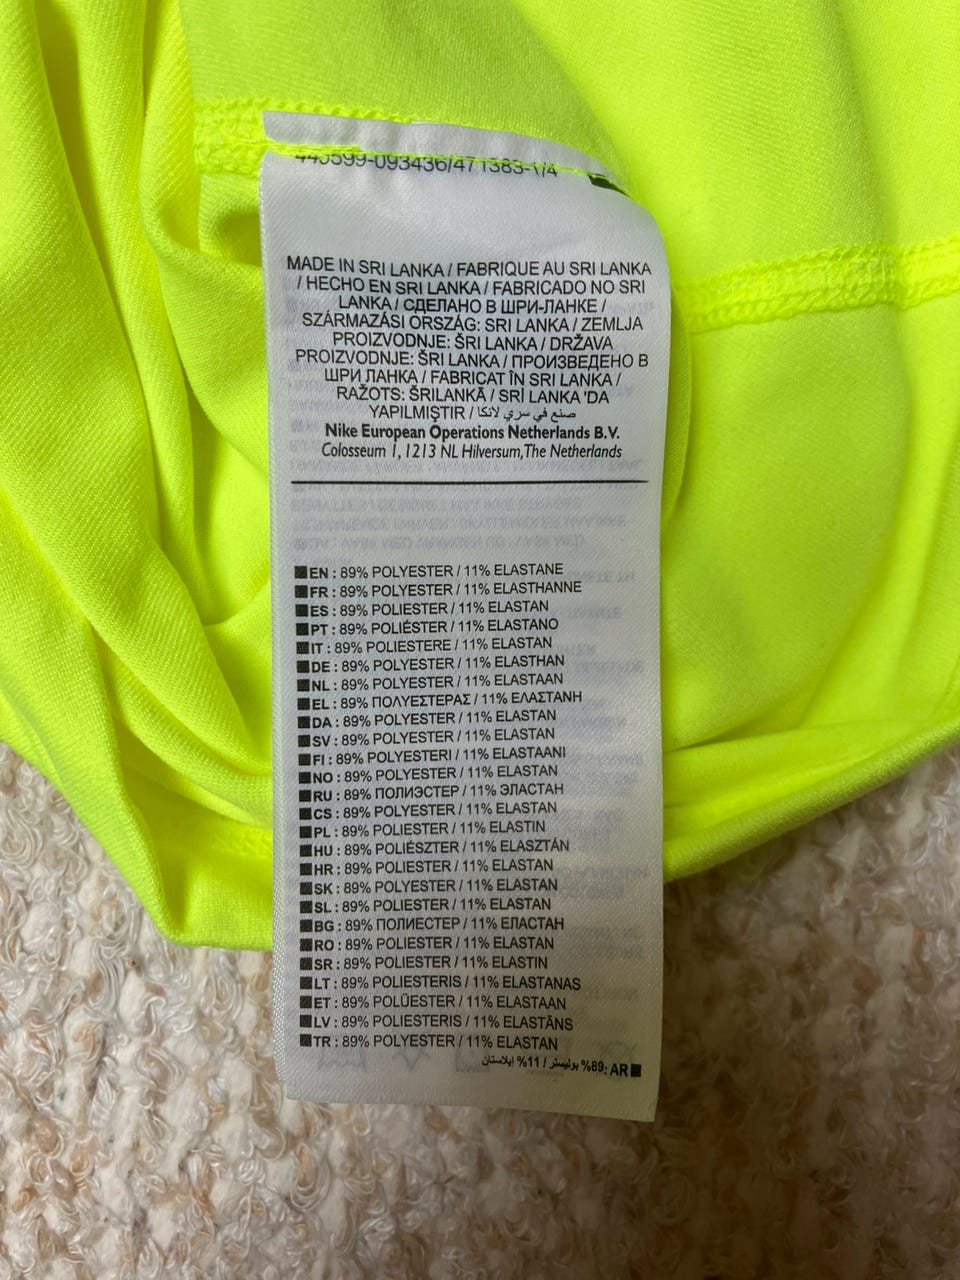 443599-093436/471383-1/4
MADE IN SRI LANKA / FABRIQUE AU SRI LANKA
/ HECHO EN SRI LANKA / FABRICADO NO SRI
LANKA / СДЕЛАНО В ШРИ-ЛАНКЕ /
SZÁRMAZÁSI ORSZÁG: SRI LANKA / ZEMLJA
PROIZVODNJE: ŠRI LANKA / DRŽAVA
PROIZVODNJE: ŠRI LANKA / ПРОИЗВЕДЕНО В
ШРИ ЛАНКА / FABRICAT ÎN SRI LANKA /
RAŽOTS: ŠRILANKĀ / SRİ LANKA 'DA
YAPILMIŞTIR / صنع في سري لانكا
Nike European Operations Netherlands B.V.
Colosseum 1, 1213 NL Hilversum, The Netherlands
EN : 89% POLYESTER / 11% ELASTANE
FR : 89% POLYESTER / 11% ELASTHANNE
ES : 89% POLIESTER / 11% ELASTAN
PT : 89% POLIÉSTER / 11% ELASTANO
IT : 89% POLIESTERE / 11% ELASTAN
DE : 89% POLYESTER / 11% ELASTHAN
NL : 89% POLYESTER / 11% ELASTAAN
EL : 89% ΠΟΛΥΕΣΤΕΡΑΣ / 11% ΕΛΑΣΤΑΝΗ
DA : 89% POLYESTER / 11% ELASTAN
SV : 89% POLYESTER / 11% ELASTAN
FI : 89% POLYESTERI / 11% ELASTAANI
NO : 89% POLYESTER / 11% ELASTAN
RU : 89% ПОЛИЭСТЕР / 11% ЭЛАСТАН
CS : 89% POLYESTER / 11% ELASTAN
PL : 89% POLIESTER / 11% ELASTIN
HU : 89% POLIÉSZTER / 11% ELASZTÁN
HR : 89% POLIESTER / 11% ELASTAN
SK : 89% POLYESTER / 11% ELASTAN
SL : 89% POLIESTER / 11% ELASTAN
BG : 89% ПОЛИЕСТЕР / 11% ЕЛАСТАН
RO : 89% POLIESTER / 11% ELASTAN
SR : 89% POLIESTER / 11% ELASTIN
LT : 89% POLIESTERIS / 11% ELASTANAS
ET : 89% POLÜESTER / 11% ELASTAAN
LV : 89% POLIESTERIS / 11% ELASTĀNS
TR : 89% POLYESTER / 11% ELASTAN
AR :89% بوليستر / 11% إيلاستان